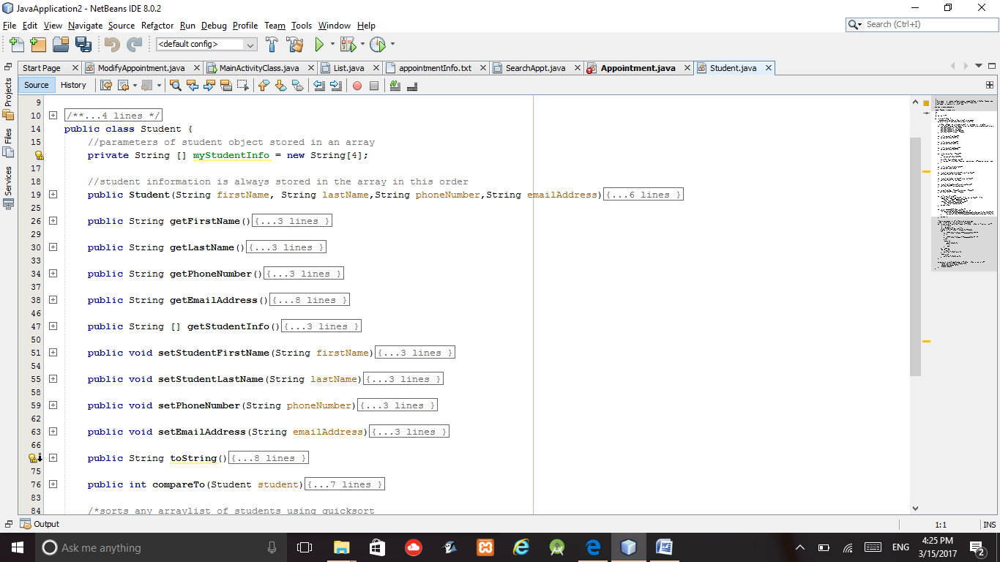 JavaApplication2 - NetBeans IDE 8.0.2
File Edit View Navigate Source Refactor Run Debug Profile Team Tools Window Help
Search (Ctrl+I)
<default config>
Start Page ModifyAppointment.java MainActivityClass.java List.java appointmentInfo.txt SearchAppt.java Appointment.java Student.java
Projects
Files
Services
Source History
9
10 /**...4 lines */
14 public class Student {
15 //parameters of student object stored in an array
private String [] myStudentInfo = new String[4];
17
18 //student information is always stored in the array in this order
19 public Student(String firstName, String lastName,String phoneNumber,String emailAddress){...6 lines }
25
26 public String getFirstName(){...3 lines }
29
30 public String getLastName(){...3 lines }
33
34 public String getPhoneNumber(){...3 lines }
37
38 public String getEmailAddress(){...8 lines }
46
47 public String [] getStudentInfo(){...3 lines }
50
51 public void setStudentFirstName(String firstName){...3 lines }
54
55 public void setStudentLastName(String lastName){...3 lines }
58
59 public void setPhoneNumber(String phoneNumber){...3 lines }
62
63 public void setEmailAddress(String emailAddress){...3 lines }
66
public String toString(){...8 lines }
75
76 public int compareTo(Student student){...7 lines }
83
84 /*sorts any arraylist of students using quicksort
Output
1:1 INS
Ask me anything
ENG
4:25 PM
3/15/2017
2